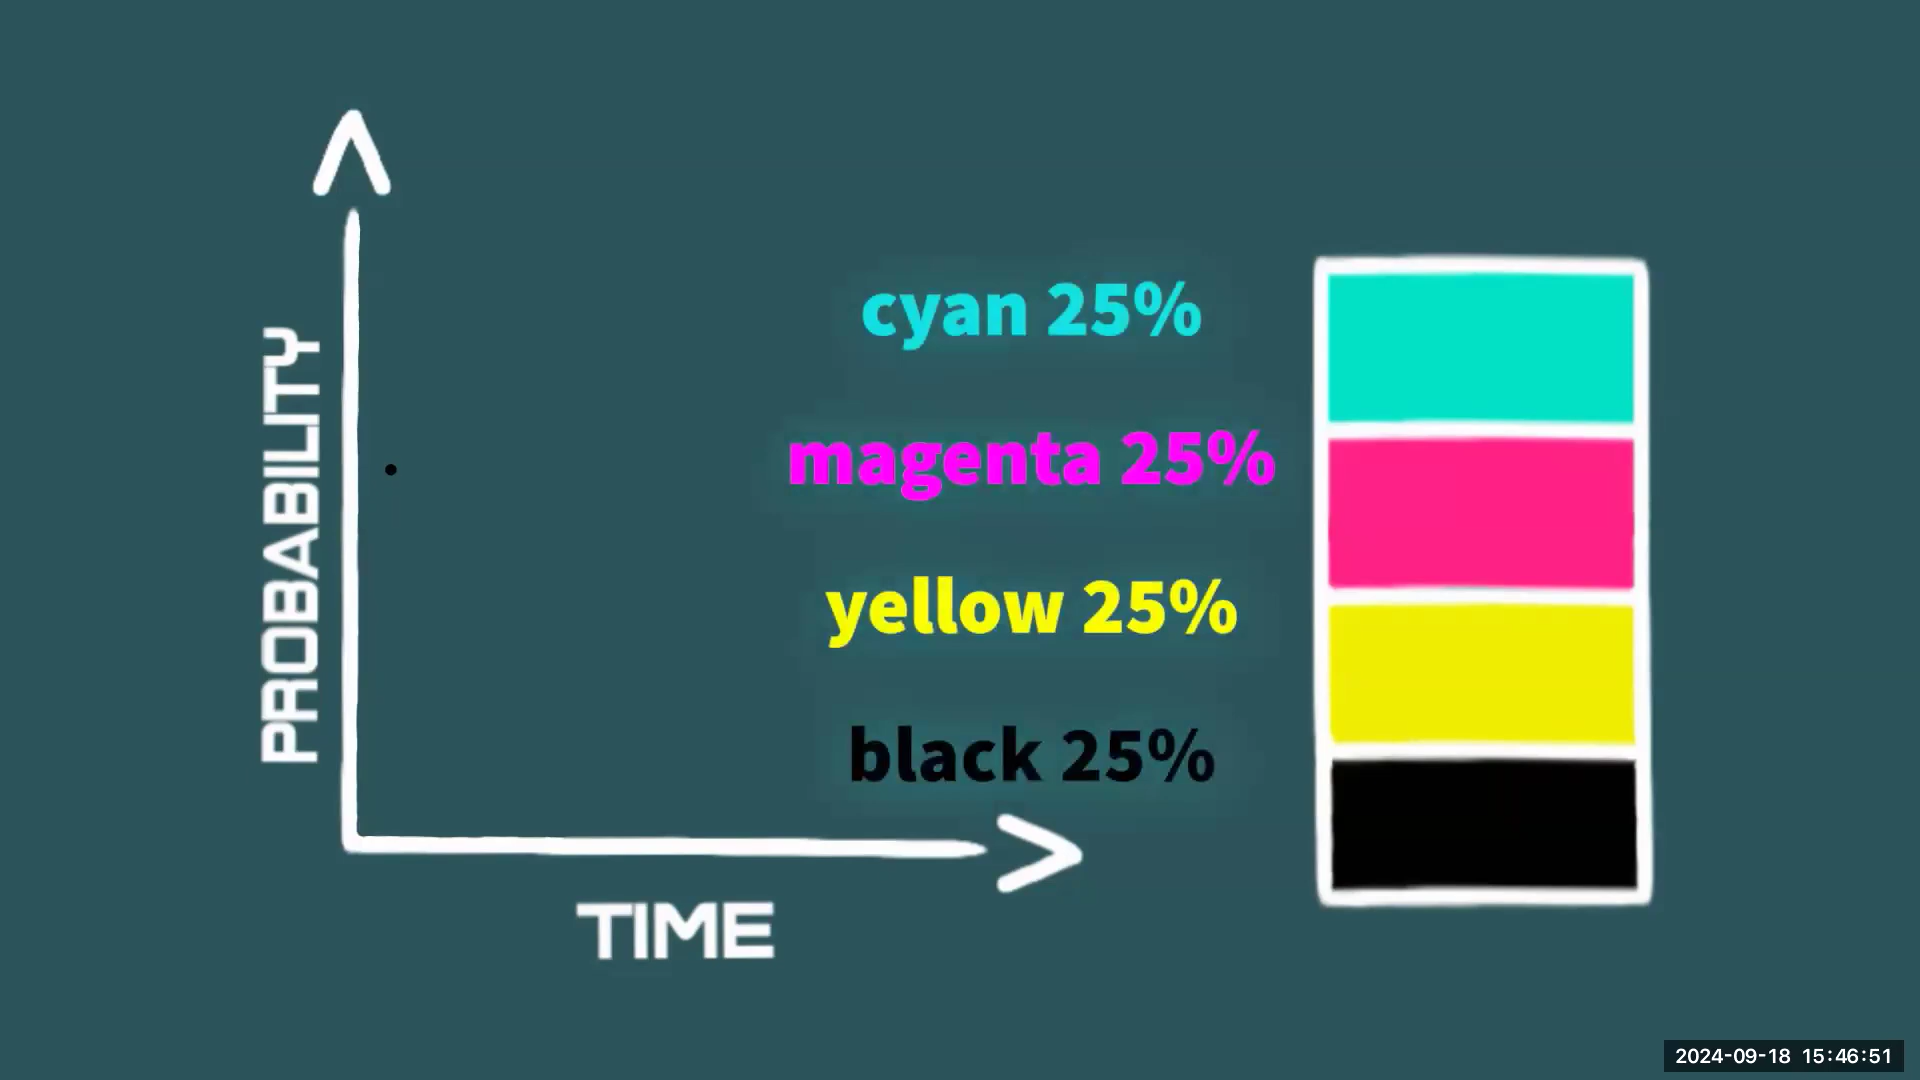 PROBABILITY
cyan 25%
magenta 25%
yellow 25%
black 25%
TIME
2024-09-18 15:46:51